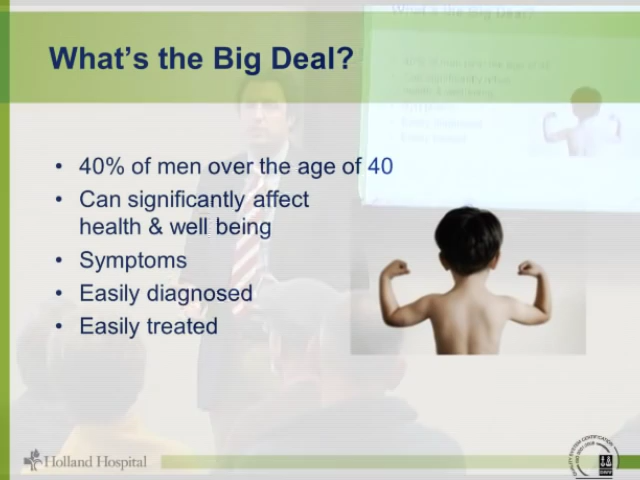 What's the Big Deal?
• 40% of men over the age of 40
• Can significantly affect
health & well being
• Symptoms
• Easily diagnosed
• Easily treated
Holland Hospital